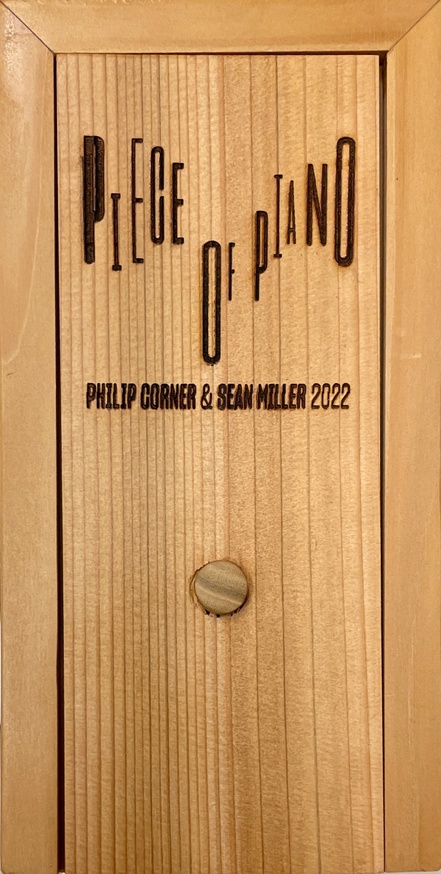 PIECE
OF PIANO
PHILIP CORNER & SEAN MILLER 2022